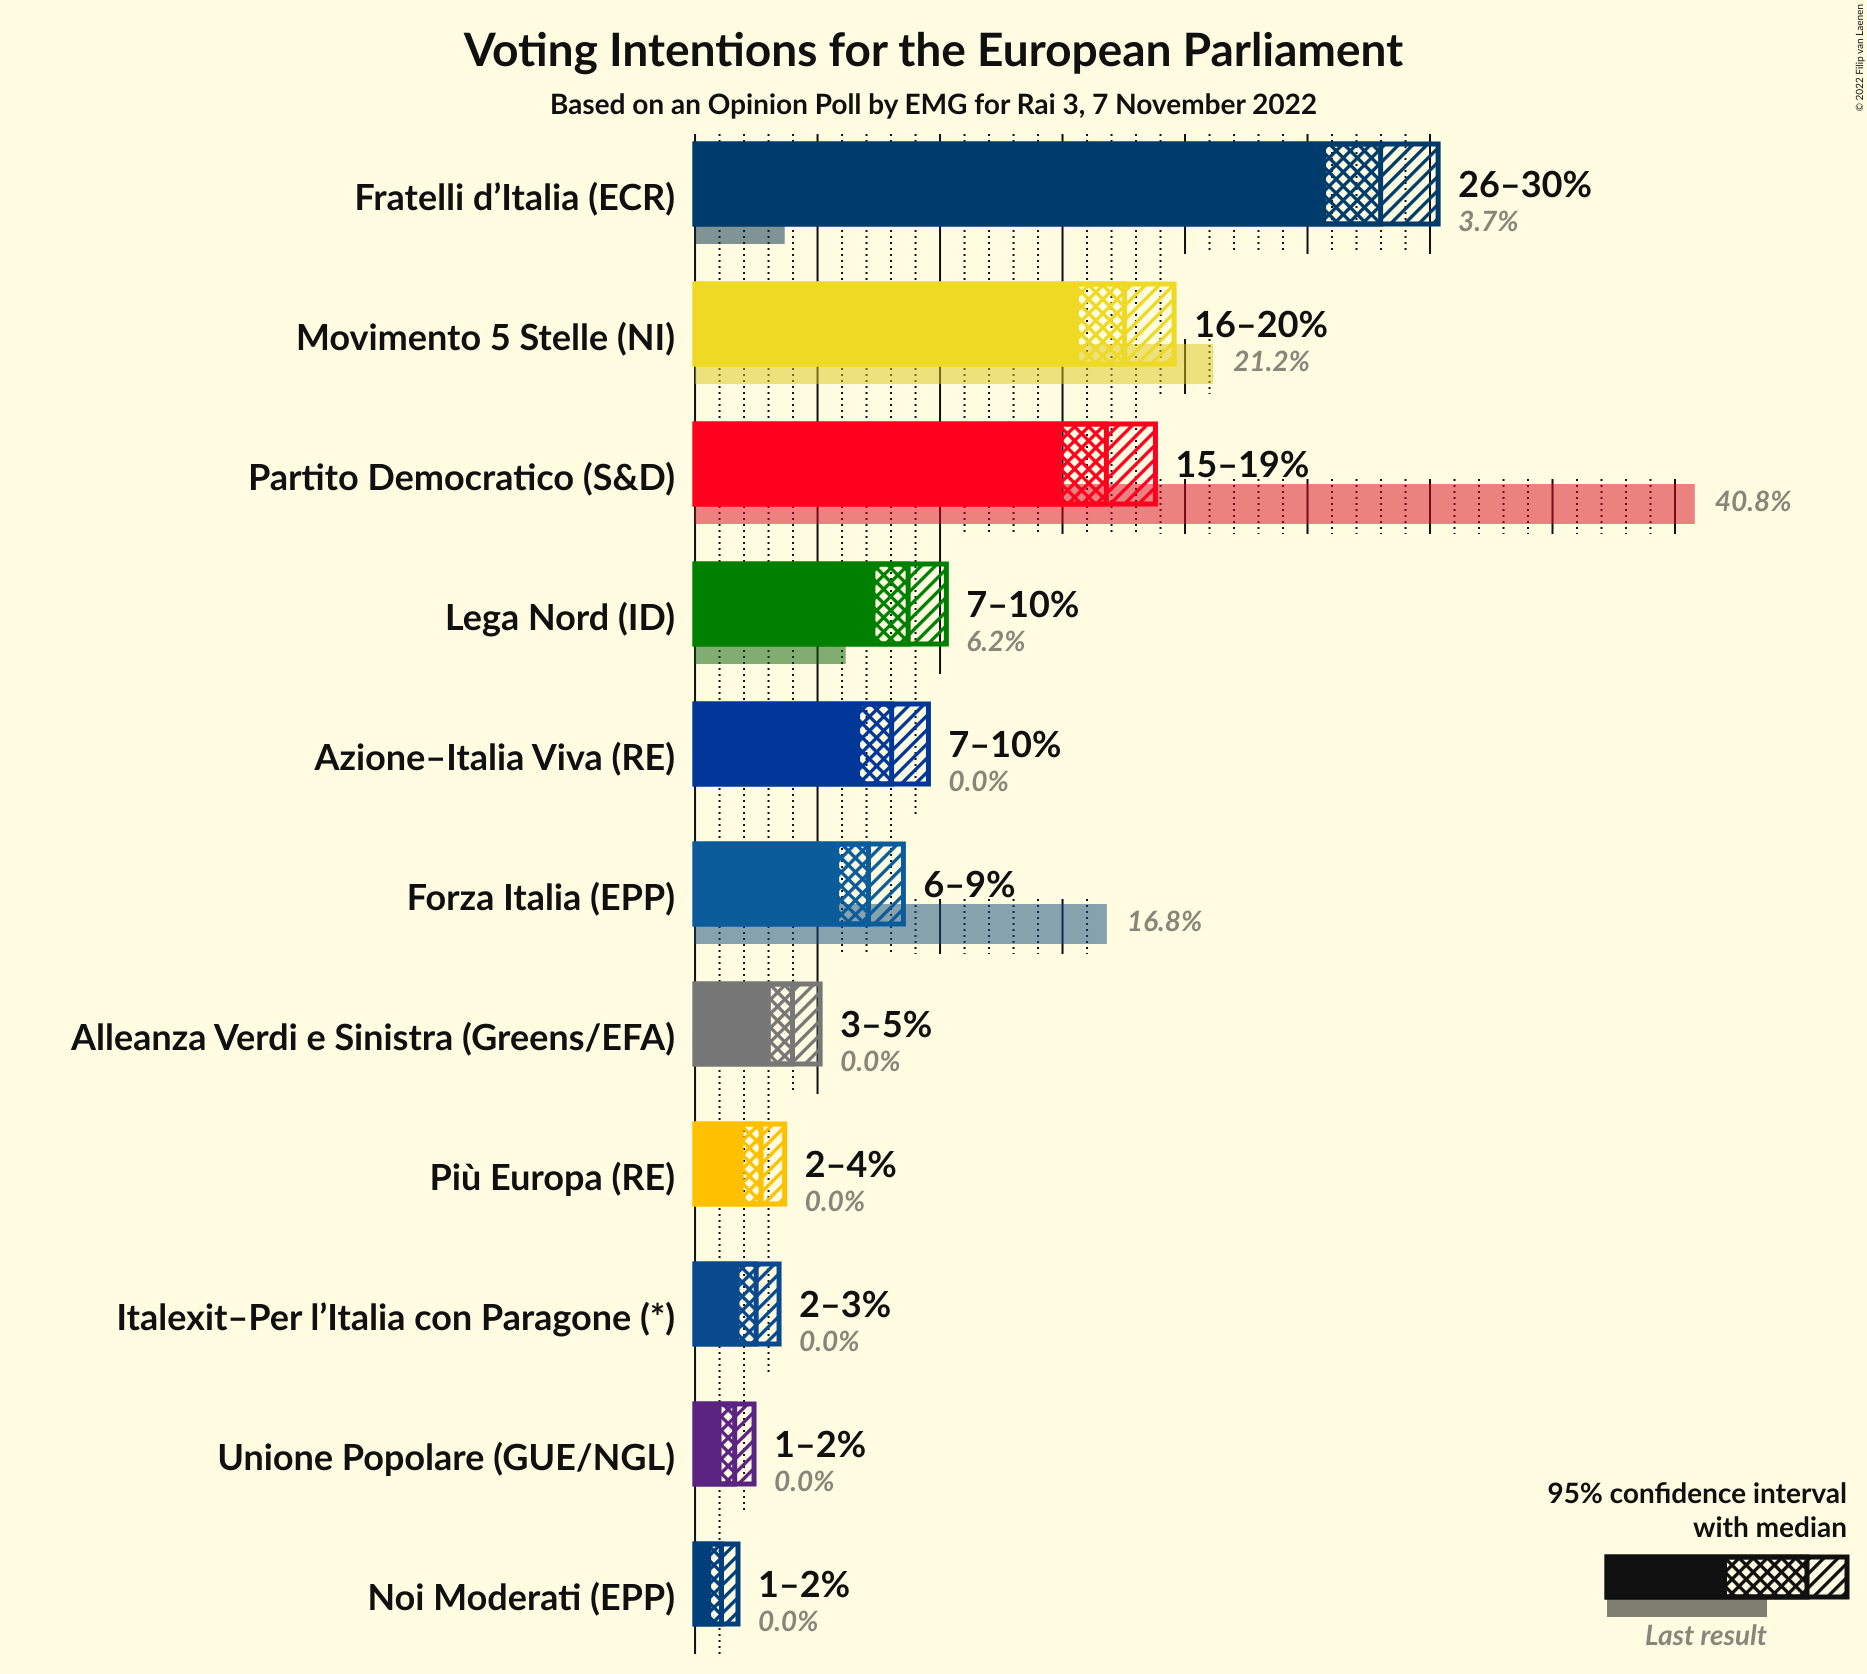 Voting Intentions for the European Parliament
Based on an Opinion Poll by EMG for Rai 3, 7 November 2022
© 2022 Filip van Laenen
Fratelli d’Italia (ECR)
26–30%
3.7%
Movimento 5 Stelle (NI)
16–20%
21.2%
Partito Democratico (S&D)
15–19%
40.8%
Lega Nord (ID)
7–10%
6.2%
Azione–Italia Viva (RE)
7–10%
0.0%
Forza Italia (EPP)
6–9%
16.8%
Alleanza Verdi e Sinistra (Greens/EFA)
3–5%
0.0%
Più Europa (RE)
2–4%
0.0%
Italexit–Per l’Italia con Paragone (*)
2–3%
0.0%
Unione Popolare (GUE/NGL)
1–2%
0.0%
Noi Moderati (EPP)
1–2%
0.0%
95% confidence interval
with median
Last result